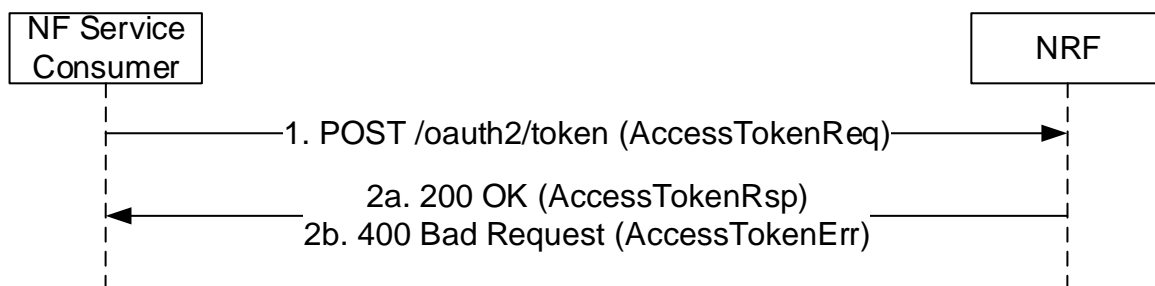 NF Service
Consumer
NRF
1. POST /oauth2/token (AccessTokenReq)
2a. 200 OK (AccessTokenRsp)
2b. 400 Bad Request (AccessTokenErr)